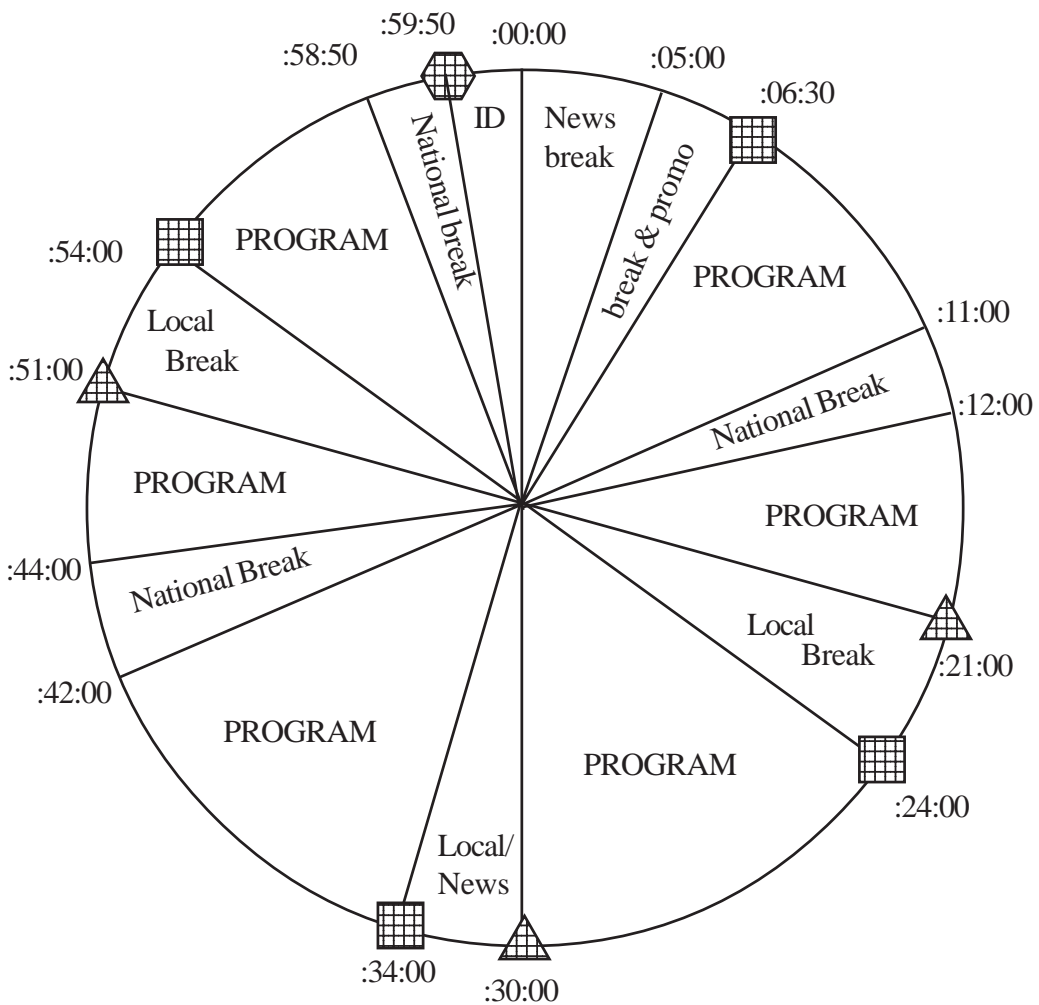 :00:00
:05:00
:06:30
:11:00
:12:00
:21:00
:24:00
:30:00
:34:00
:42:00
:44:00
:51:00
:54:00
:58:50
:59:50
News
break
break & promo
PROGRAM
National Break
PROGRAM
Local
Break
PROGRAM
Local/
News
PROGRAM
National Break
PROGRAM
Local
Break
PROGRAM
National break
ID